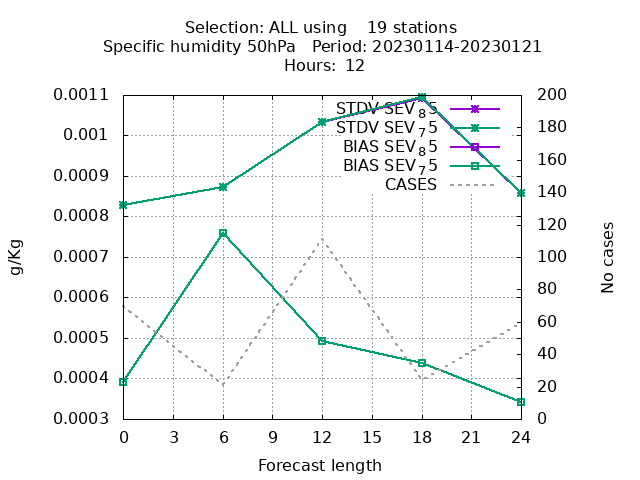 Selection: ALL using    19 stations
Specific humidity 50hPa   Period: 20230114-20230121
Hours: 12
STDV SEV₈5
STDV SEV₇5
BIAS SEV₈5
BIAS SEV₇5
CASES
g/Kg
0.0011
0.001
0.0009
0.0008
0.0007
0.0006
0.0005
0.0004
0.0003
200
180
160
140
120
100
80
60
40
20
0
No cases
0 3 6 9 12 15 18 21 24
Forecast length